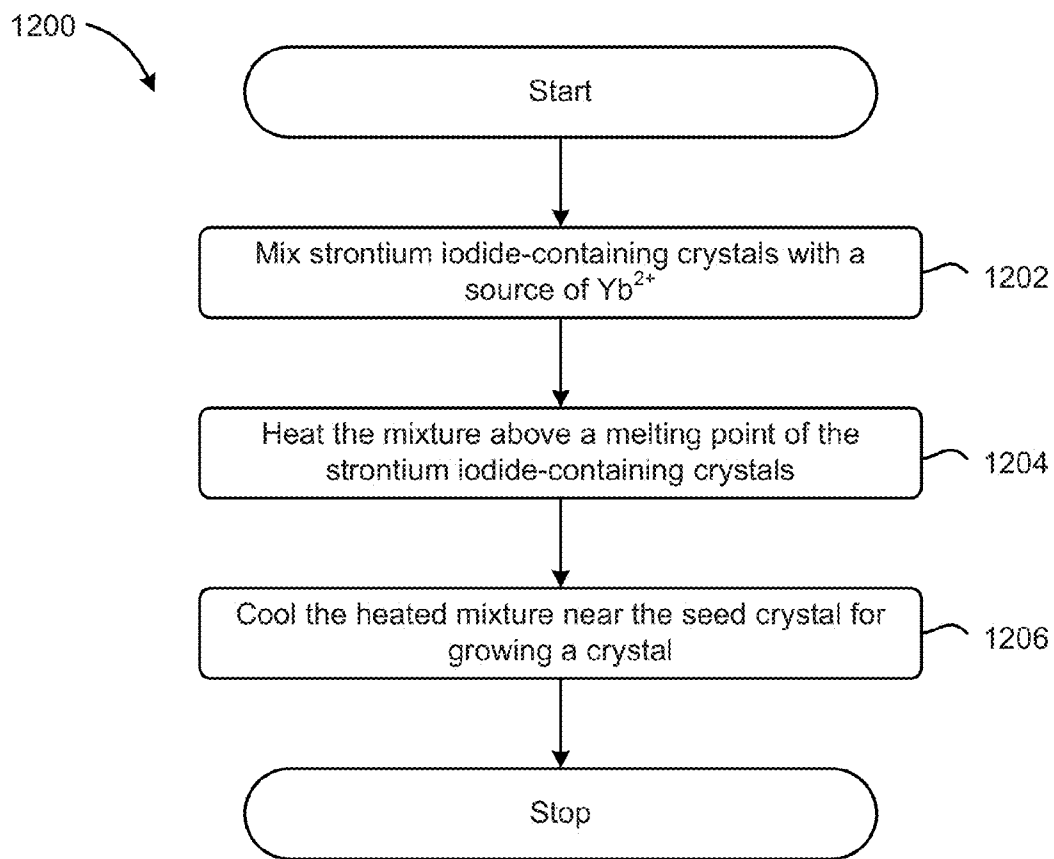 1200
Start
Mix strontium iodide-containing crystals with a
source of Yb²⁺
1202
Heat the mixture above a melting point of the
strontium iodide-containing crystals
1204
Cool the heated mixture near the seed crystal for
growing a crystal
1206
Stop